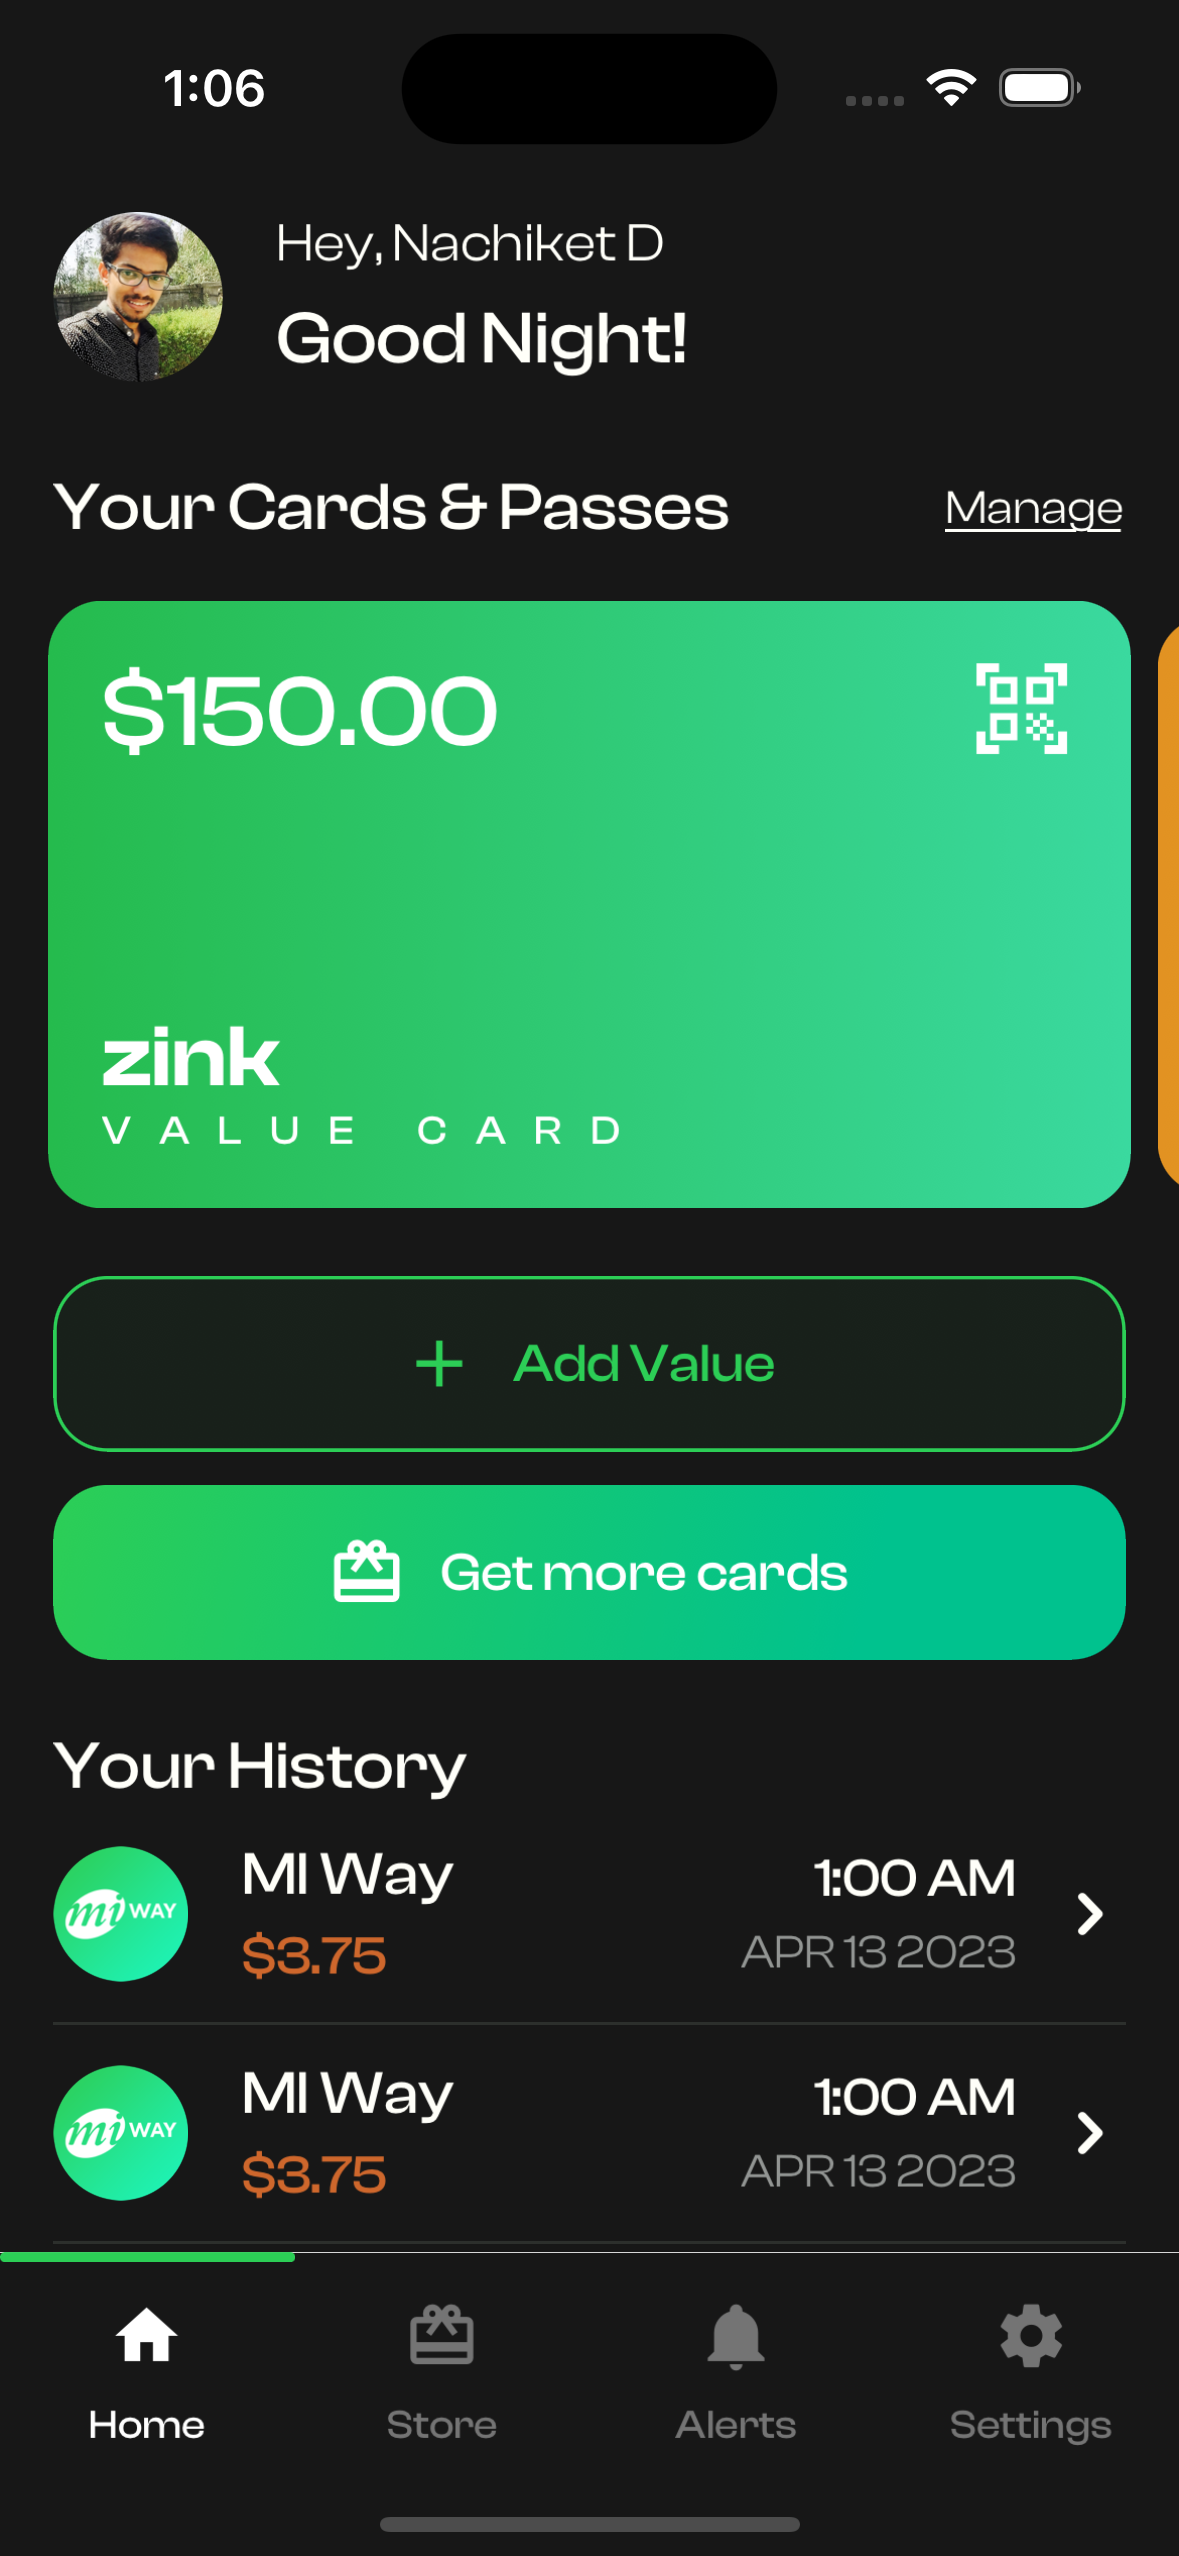 1:06
Hey, Nachiket D
Good Night!
Your Cards & Passes
Manage
$150.00
zink
VALUE CARD
Add Value
Get more cards
Your History
mi WAY
MI Way
1:00 AM
$3.75
APR 13 2023
mi WAY
MI Way
1:00 AM
$3.75
APR 13 2023
Home
Store
Alerts
Settings